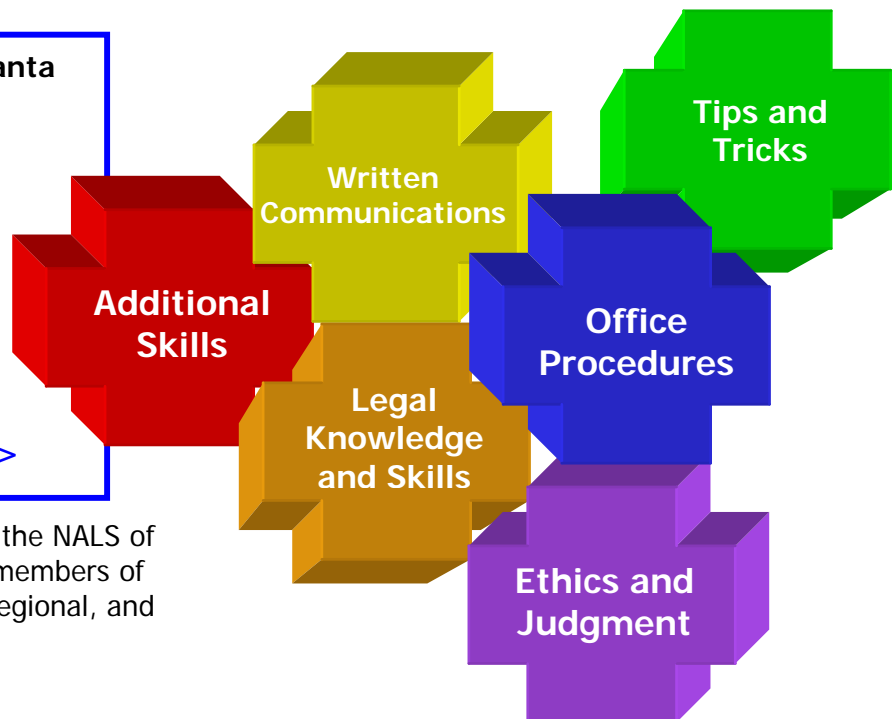 anta
>
the NALS of
members of
egional, and
Tips and
Tricks
Written
Communications
Additional
Skills
Office
Procedures
Legal
Knowledge
and Skills
Ethics and
Judgment